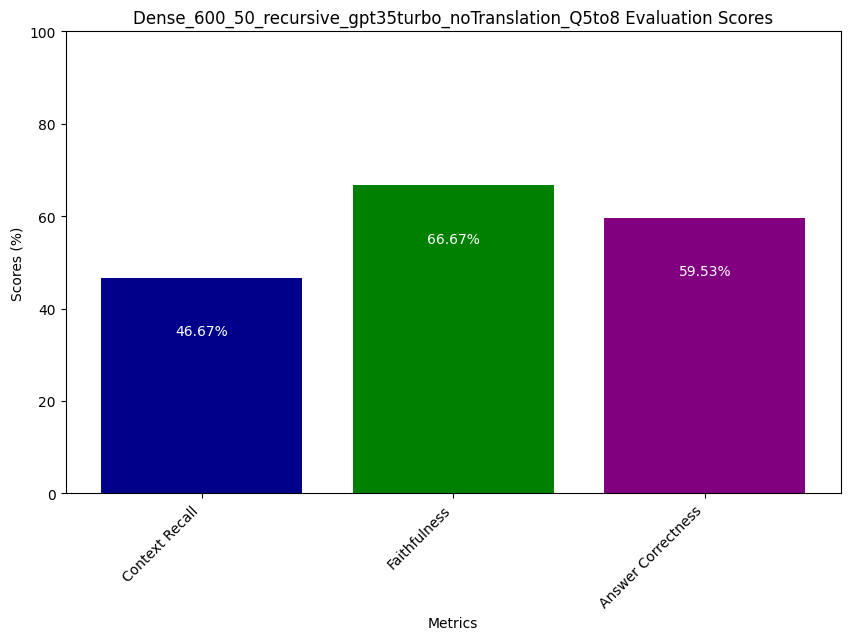 Dense_600_50_recursive_gpt35turbo_noTranslation_Q5to8 Evaluation Scores
100
80
60
40
20
0
Scores (%)
46.67%
66.67%
59.53%
Context Recall
Faithfulness
Answer Correctness
Metrics